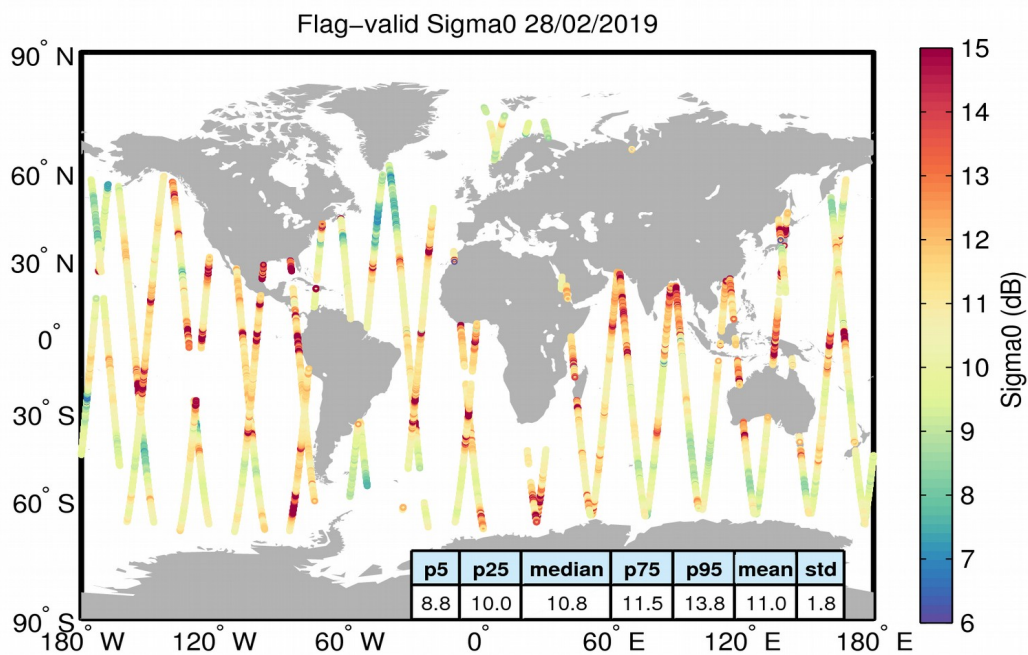 Flag-valid Sigma0 28/02/2019
90° N
60° N
30° N
0°
30° S
60° S
90° S
180° W
120° W
60° W
0°
60° E
120° E
180° E
p5 p25 median p75 p95 mean std
8.8 10.0 10.8 11.5 13.8 11.0 1.8
15
14
13
12
11
10
9
8
7
6
Sigma0 (dB)